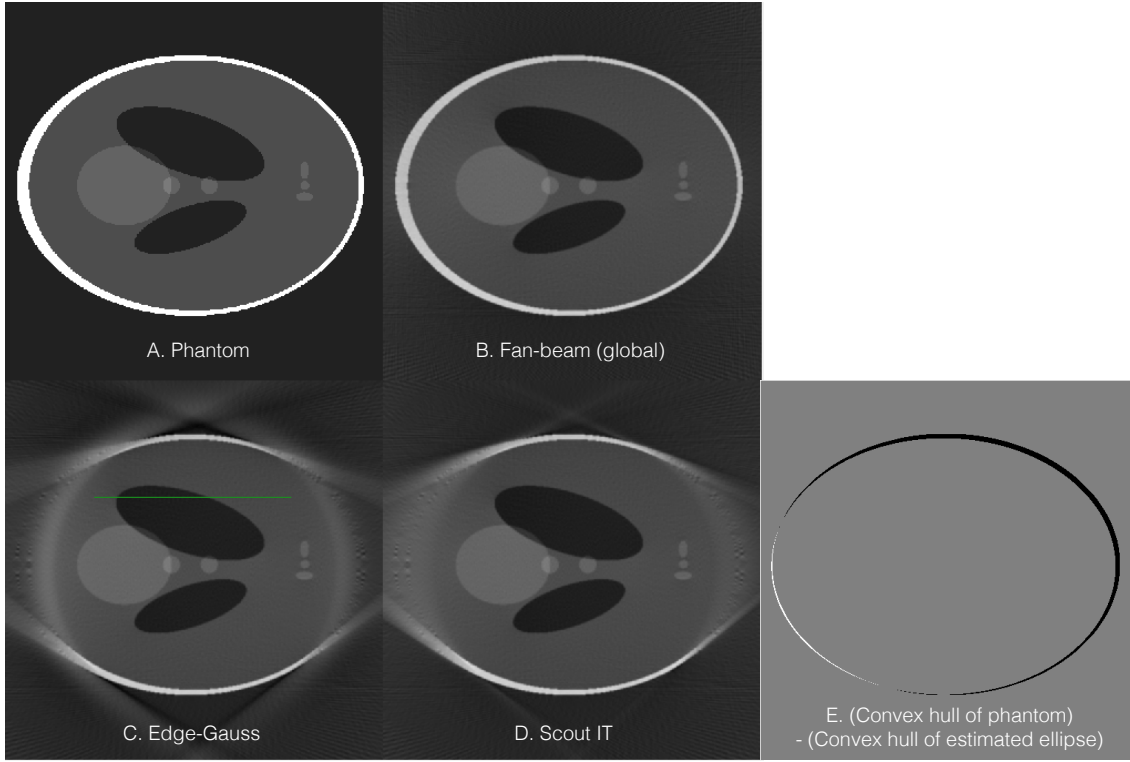 A. Phantom
B. Fan-beam (global)
C. Edge-Gauss
D. Scout IT
E. (Convex hull of phantom)
- (Convex hull of estimated ellipse)